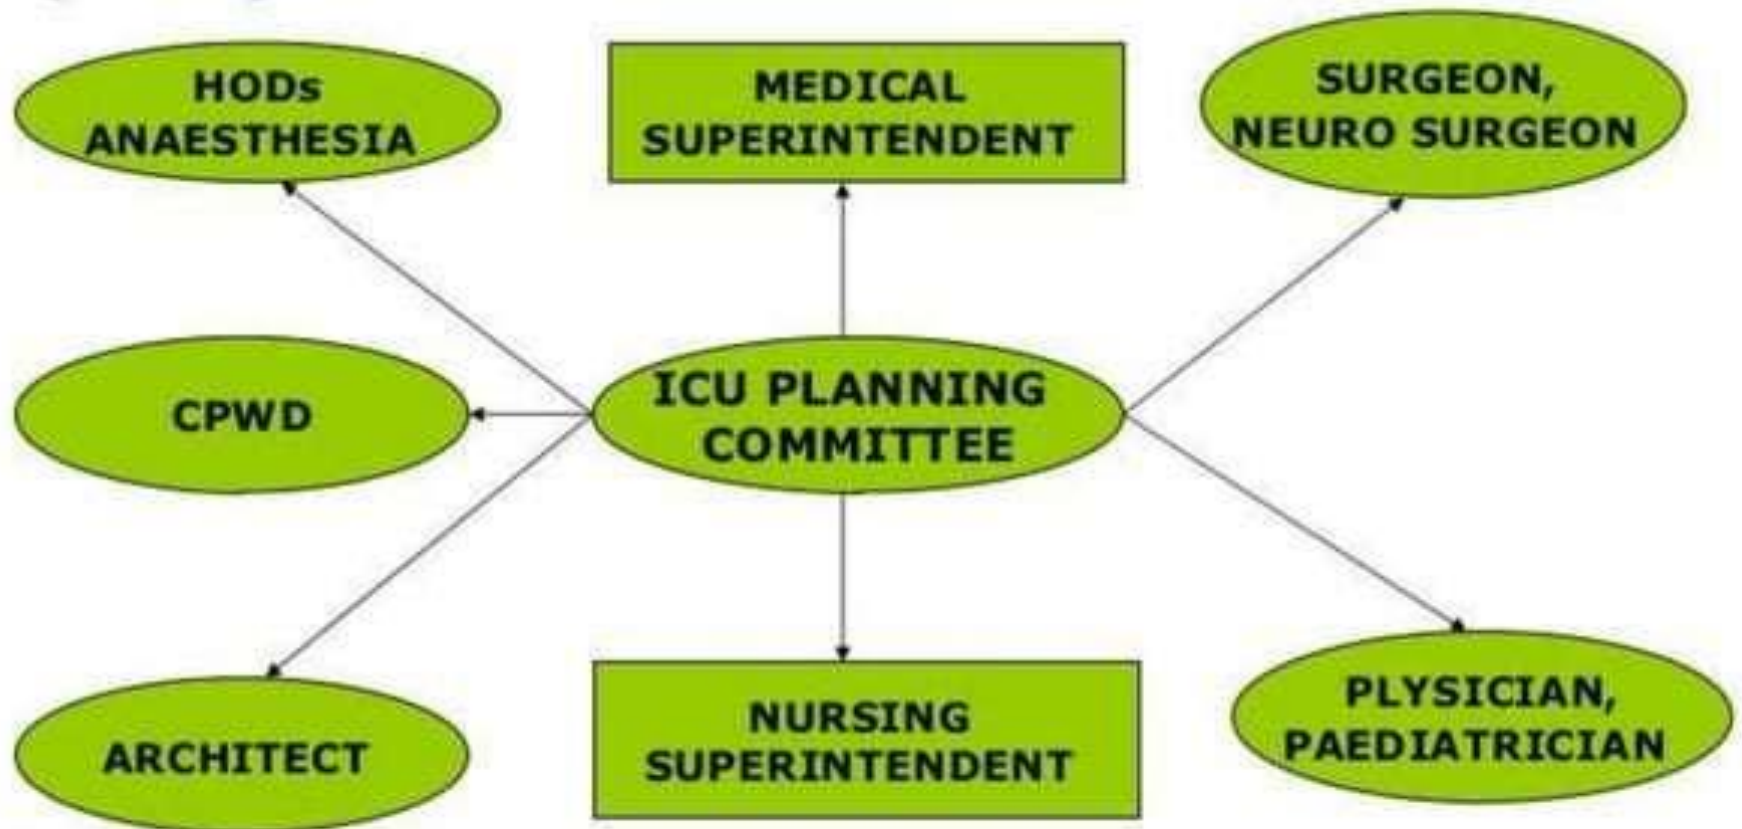 HODs
ANAESTHESIA
MEDICAL
SUPERINTENDENT
SURGEON,
NEURO SURGEON
CPWD
ICU PLANNING
COMMITTEE
ARCHITECT
NURSING
SUPERINTENDENT
PLYSICIAN,
PAEDIATRICIAN